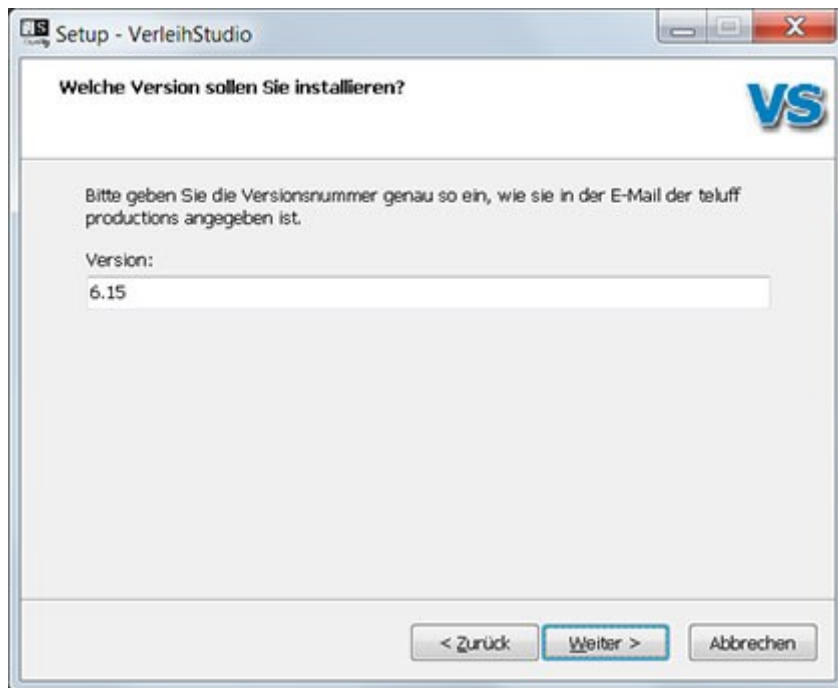 Setup - VerleihStudio
Welche Version sollen Sie installieren?
VS
Bitte geben Sie die Versionsnummer genau so ein, wie sie in der E-Mail der teluff
productions angegeben ist.
Version:
6.15
< Zurück
Weiter >
Abbrechen